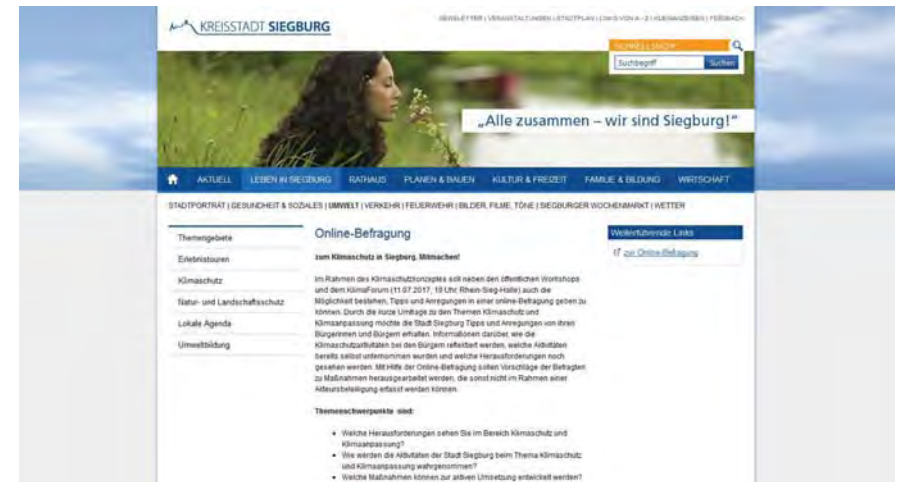 KREISSTADT SIEGBURG
NEWSLETTER | VERANSTALTUNGEN | STADTPLAN | LINKS VON A - Z | KLEINANZEIGEN | FEEDBACK
SCHNELLSUCHE
Suchbegriff Suchen
„Alle zusammen – wir sind Siegburg!“
AKTUELL LEBEN IN SIEGBURG RATHAUS PLANEN & BAUEN KULTUR & FREIZEIT FAMILIE & BILDUNG WIRTSCHAFT
STADTPORTRÄT | GESUNDHEIT & SOZIALES | UMWELT | VERKEHR | FEUERWEHR | BILDER, FILME, TÖNE | SIEGBURGER WOCHENMARKT | WETTER
Themengebiete
Erlebnistouren
Klimaschutz
Natur- und Landschaftsschutz
Lokale Agenda
Umweltbildung
Online-Befragung
zum Klimaschutz in Siegburg. Mitmachen!
Im Rahmen des Klimaschutzkonzeptes soll neben den öffentlichen Workshops
und dem KlimaForum (11.07.2017, 19 Uhr, Rhein-Sieg-Halle) auch die
Möglichkeit bestehen, Tipps und Anregungen in einer online-Befragung geben zu
können. Durch die kurze Umfrage zu den Themen Klimaschutz und
Klimaanpassung möchte die Stadt Siegburg Tipps und Anregungen von ihren
Bürgerinnen und Bürgern erhalten. Informationen darüber, wie die
Klimaschutzaktivitäten bei den Bürgern reflektiert werden, welche Aktivitäten
bereits selbst unternommen wurden und welche Herausforderungen noch
gesehen werden. Mit Hilfe der Online-Befragung sollen Vorschläge der Befragten
zu Maßnahmen herausgearbeitet werden, die sonst nicht im Rahmen einer
Akteursbeteiligung erfasst werden können.
Themenschwerpunkte sind:
• Welche Herausforderungen sehen Sie im Bereich Klimaschutz und
Klimaanpassung?
• Wie werden die Aktivitäten der Stadt Siegburg beim Thema Klimaschutz
und Klimaanpassung wahrgenommen?
• Welche Maßnahmen können zur aktiven Umsetzung entwickelt werden?
Weiterführende Links
zur Online-Befragung